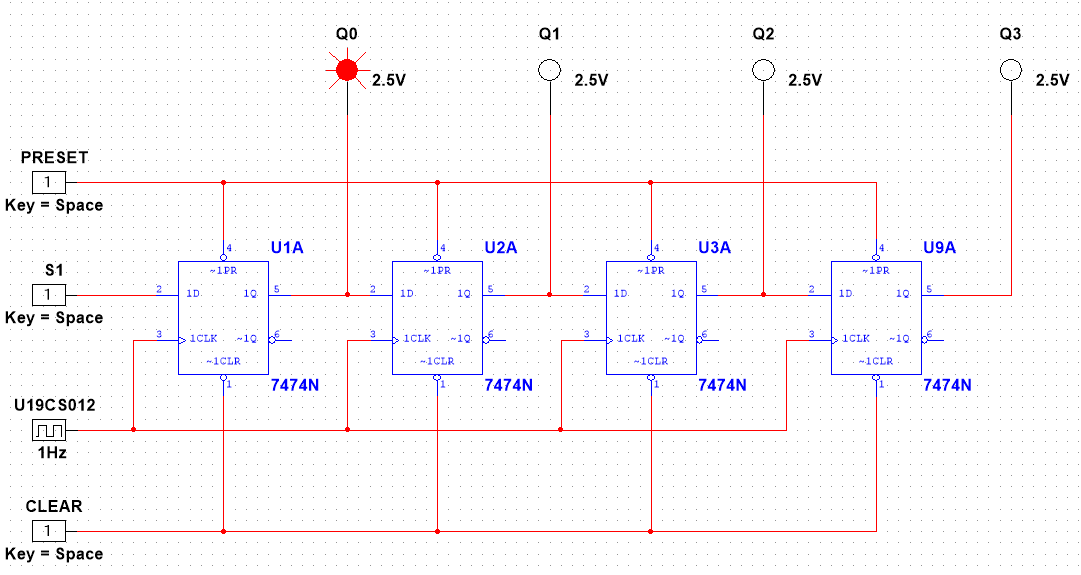 Q0 Q1 Q2 Q3
2.5V 2.5V 2.5V 2.5V
PRESET
1
Key = Space
4 U1A 4 U2A 4 U3A 4 U9A
~1PR ~1PR ~1PR ~1PR
S1
1
2 1D 1Q 5 2 1D 1Q 5 2 1D 1Q 5 2 1D 1Q 5
Key = Space
3 1CLK ~1Q 6 3 1CLK ~1Q 6 3 1CLK ~1Q 6 3 1CLK ~1Q 6
~1CLR ~1CLR ~1CLR ~1CLR
1 7474N 1 7474N 1 7474N 1 7474N
U19CS012
1Hz
CLEAR
1
Key = Space